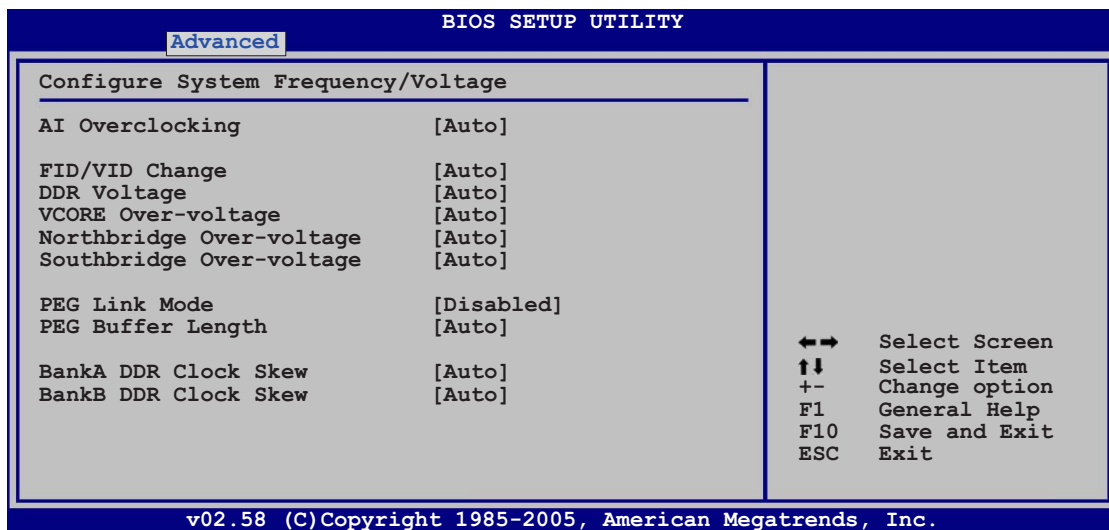 BIOS SETUP UTILITY
Advanced
Configure System Frequency/Voltage
AI Overclocking [Auto]
FID/VID Change [Auto]
DDR Voltage [Auto]
VCORE Over-voltage [Auto]
Northbridge Over-voltage [Auto]
Southbridge Over-voltage [Auto]
PEG Link Mode [Disabled]
PEG Buffer Length [Auto]
BankA DDR Clock Skew [Auto]
BankB DDR Clock Skew [Auto]
←→ Select Screen
↑↓ Select Item
+- Change option
F1 General Help
F10 Save and Exit
ESC Exit
v02.58 (C)Copyright 1985-2005, American Megatrends, Inc.